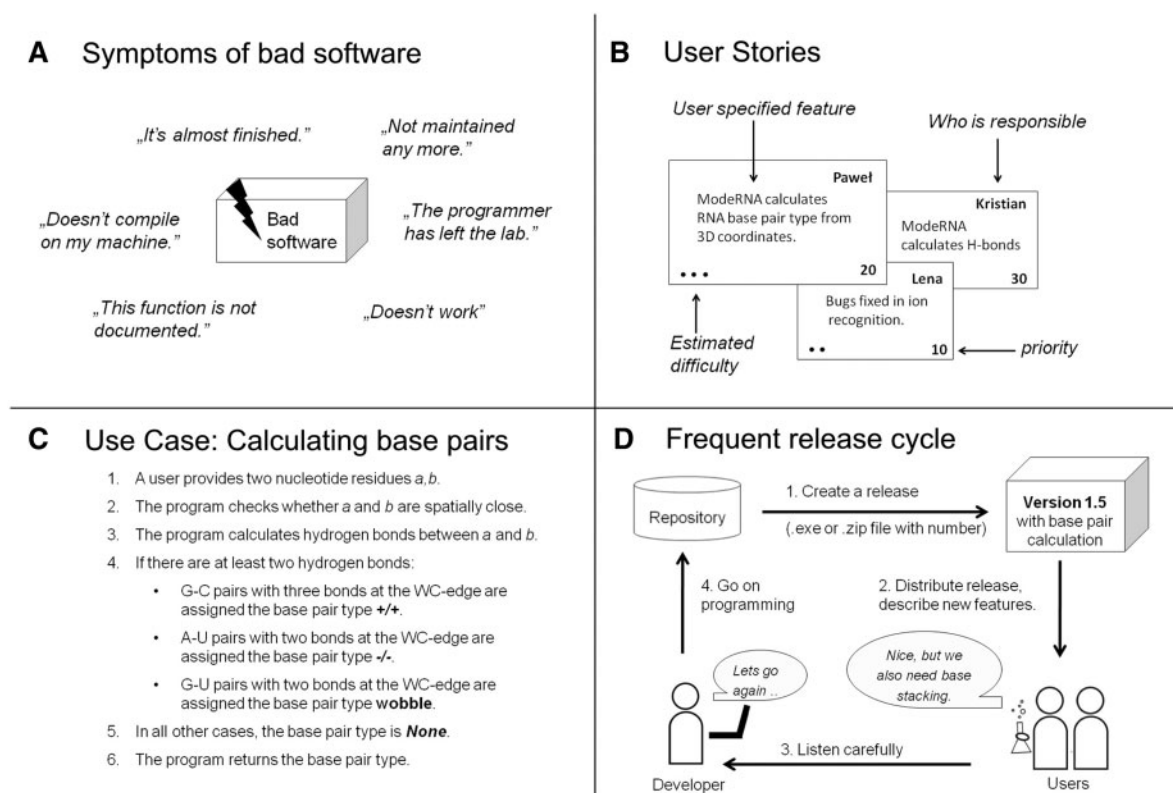 A Symptoms of bad software
„It's almost finished.”
„Not maintained
any more.”
„Doesn't compile
on my machine.”
Bad
software
„The programmer
has left the lab.”
„This function is not
documented.”
„Doesn't work”
B User Stories
User specified feature
Who is responsible
Paweł
ModeRNA calculates
RNA base pair type from
3D coordinates.
20
Kristian
ModeRNA
calculates H-bonds
30
Lena
Bugs fixed in ion
recognition.
10
Estimated
difficulty
priority
C Use Case: Calculating base pairs
1. A user provides two nucleotide residues a,b.
2. The program checks whether a and b are spatially close.
3. The program calculates hydrogen bonds between a and b.
4. If there are at least two hydrogen bonds:
• G-C pairs with three bonds at the WC-edge are
assigned the base pair type +/+.
• A-U pairs with two bonds at the WC-edge are
assigned the base pair type -/-.
• G-U pairs with two bonds at the WC-edge are
assigned the base pair type wobble.
5. In all other cases, the base pair type is None.
6. The program returns the base pair type.
D Frequent release cycle
Repository
1. Create a release
(.exe or .zip file with number)
Version 1.5
with base pair
calculation
4. Go on
programming
2. Distribute release,
describe new features.
Lets go
again ..
Nice, but we
also need base
stacking.
3. Listen carefully
Developer
Users